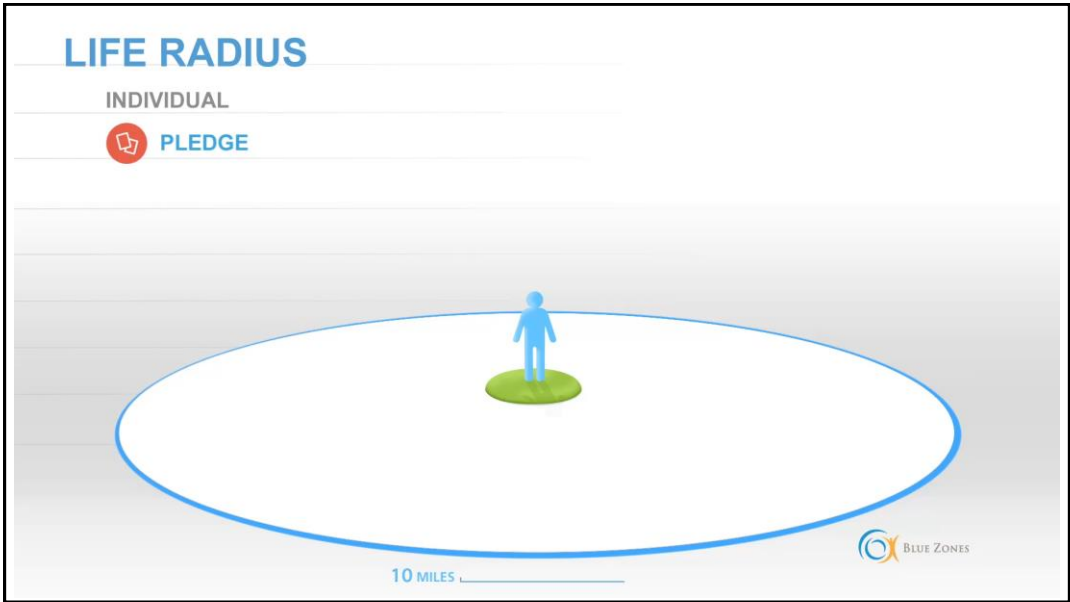 LIFE RADIUS
INDIVIDUAL
PLEDGE
BLUE ZONES
10 MILES